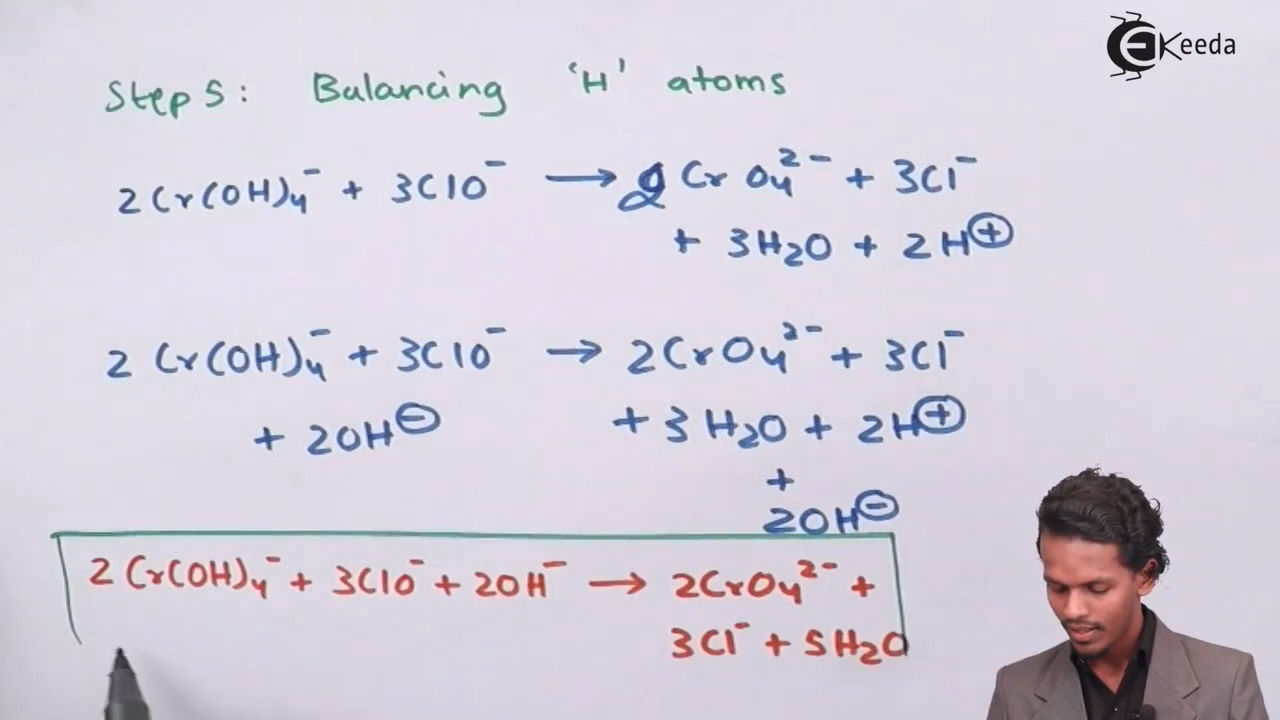 EKeeda
Step 5: Balancing 'H' atoms
2Cr(OH)₄⁻ + 3ClO⁻ → 2CrO₄²⁻ + 3Cl⁻
+ 3H₂O + 2H⊕
2Cr(OH)₄⁻ + 3ClO⁻ → 2CrO₄²⁻ + 3Cl⁻
+ 2OH⊖ + 3H₂O + 2H⊕
+
2OH⊖
2Cr(OH)₄⁻ + 3ClO⁻ + 2OH⁻ → 2CrO₄²⁻ +
3Cl⁻ + 5H₂O